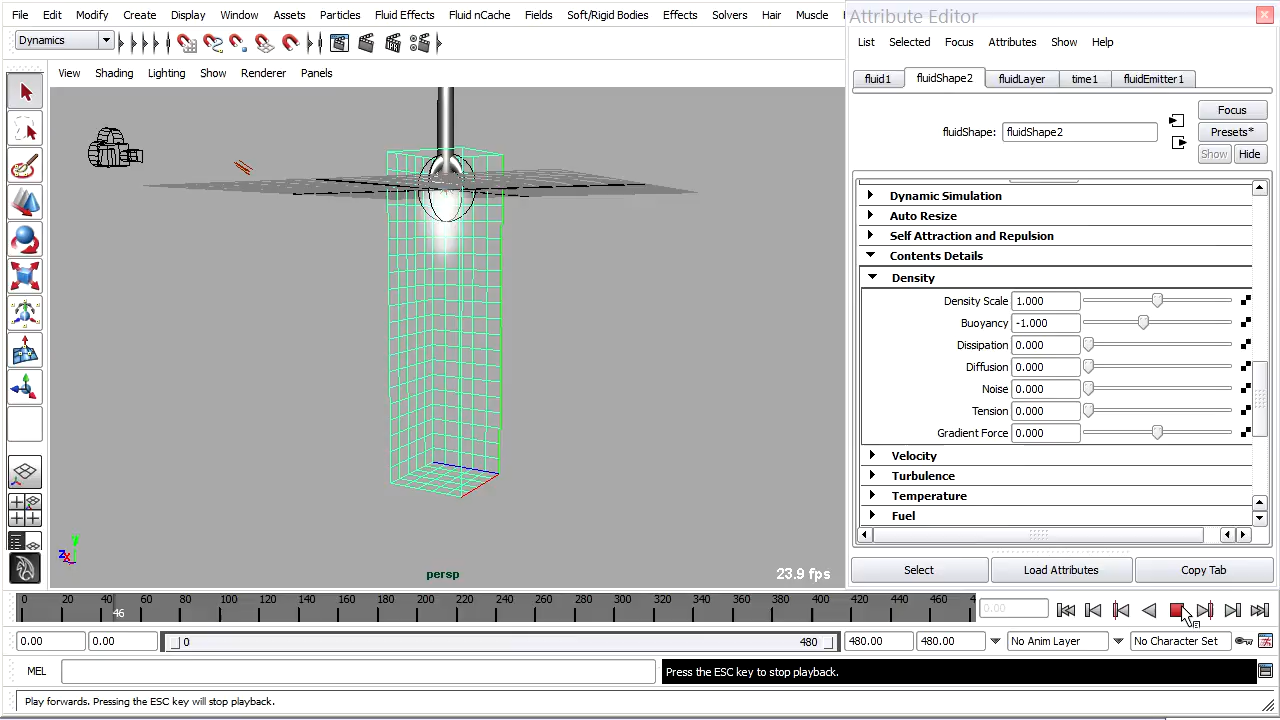 File Edit Modify Create Display Window Assets Particles Fluid Effects Fluid nCache Fields Soft/Rigid Bodies Effects Solvers Hair Muscle
Attribute Editor
Dynamics
List Selected Focus Attributes Show Help
View Shading Lighting Show Renderer Panels
fluid1 fluidShape2 fluidLayer time1 fluidEmitter1
Focus
fluidShape: fluidShape2
Presets*
Show Hide
Dynamic Simulation
Auto Resize
Self Attraction and Repulsion
Contents Details
Density
Density Scale 1.000
Buoyancy -1.000
Dissipation 0.000
Diffusion 0.000
Noise 0.000
Tension 0.000
Gradient Force 0.000
Velocity
Turbulence
Temperature
Fuel
y
z x
persp
23.9 fps
Select Load Attributes Copy Tab
0 20 40 60 80 100 120 140 160 180 200 220 240 260 280 300 320 340 360 380 400 420 440 460 4
46
0.00
0.00 0.00 0 480 480.00 480.00 No Anim Layer No Character Set
MEL
Press the ESC key to stop playback.
Play forwards. Pressing the ESC key will stop playback.